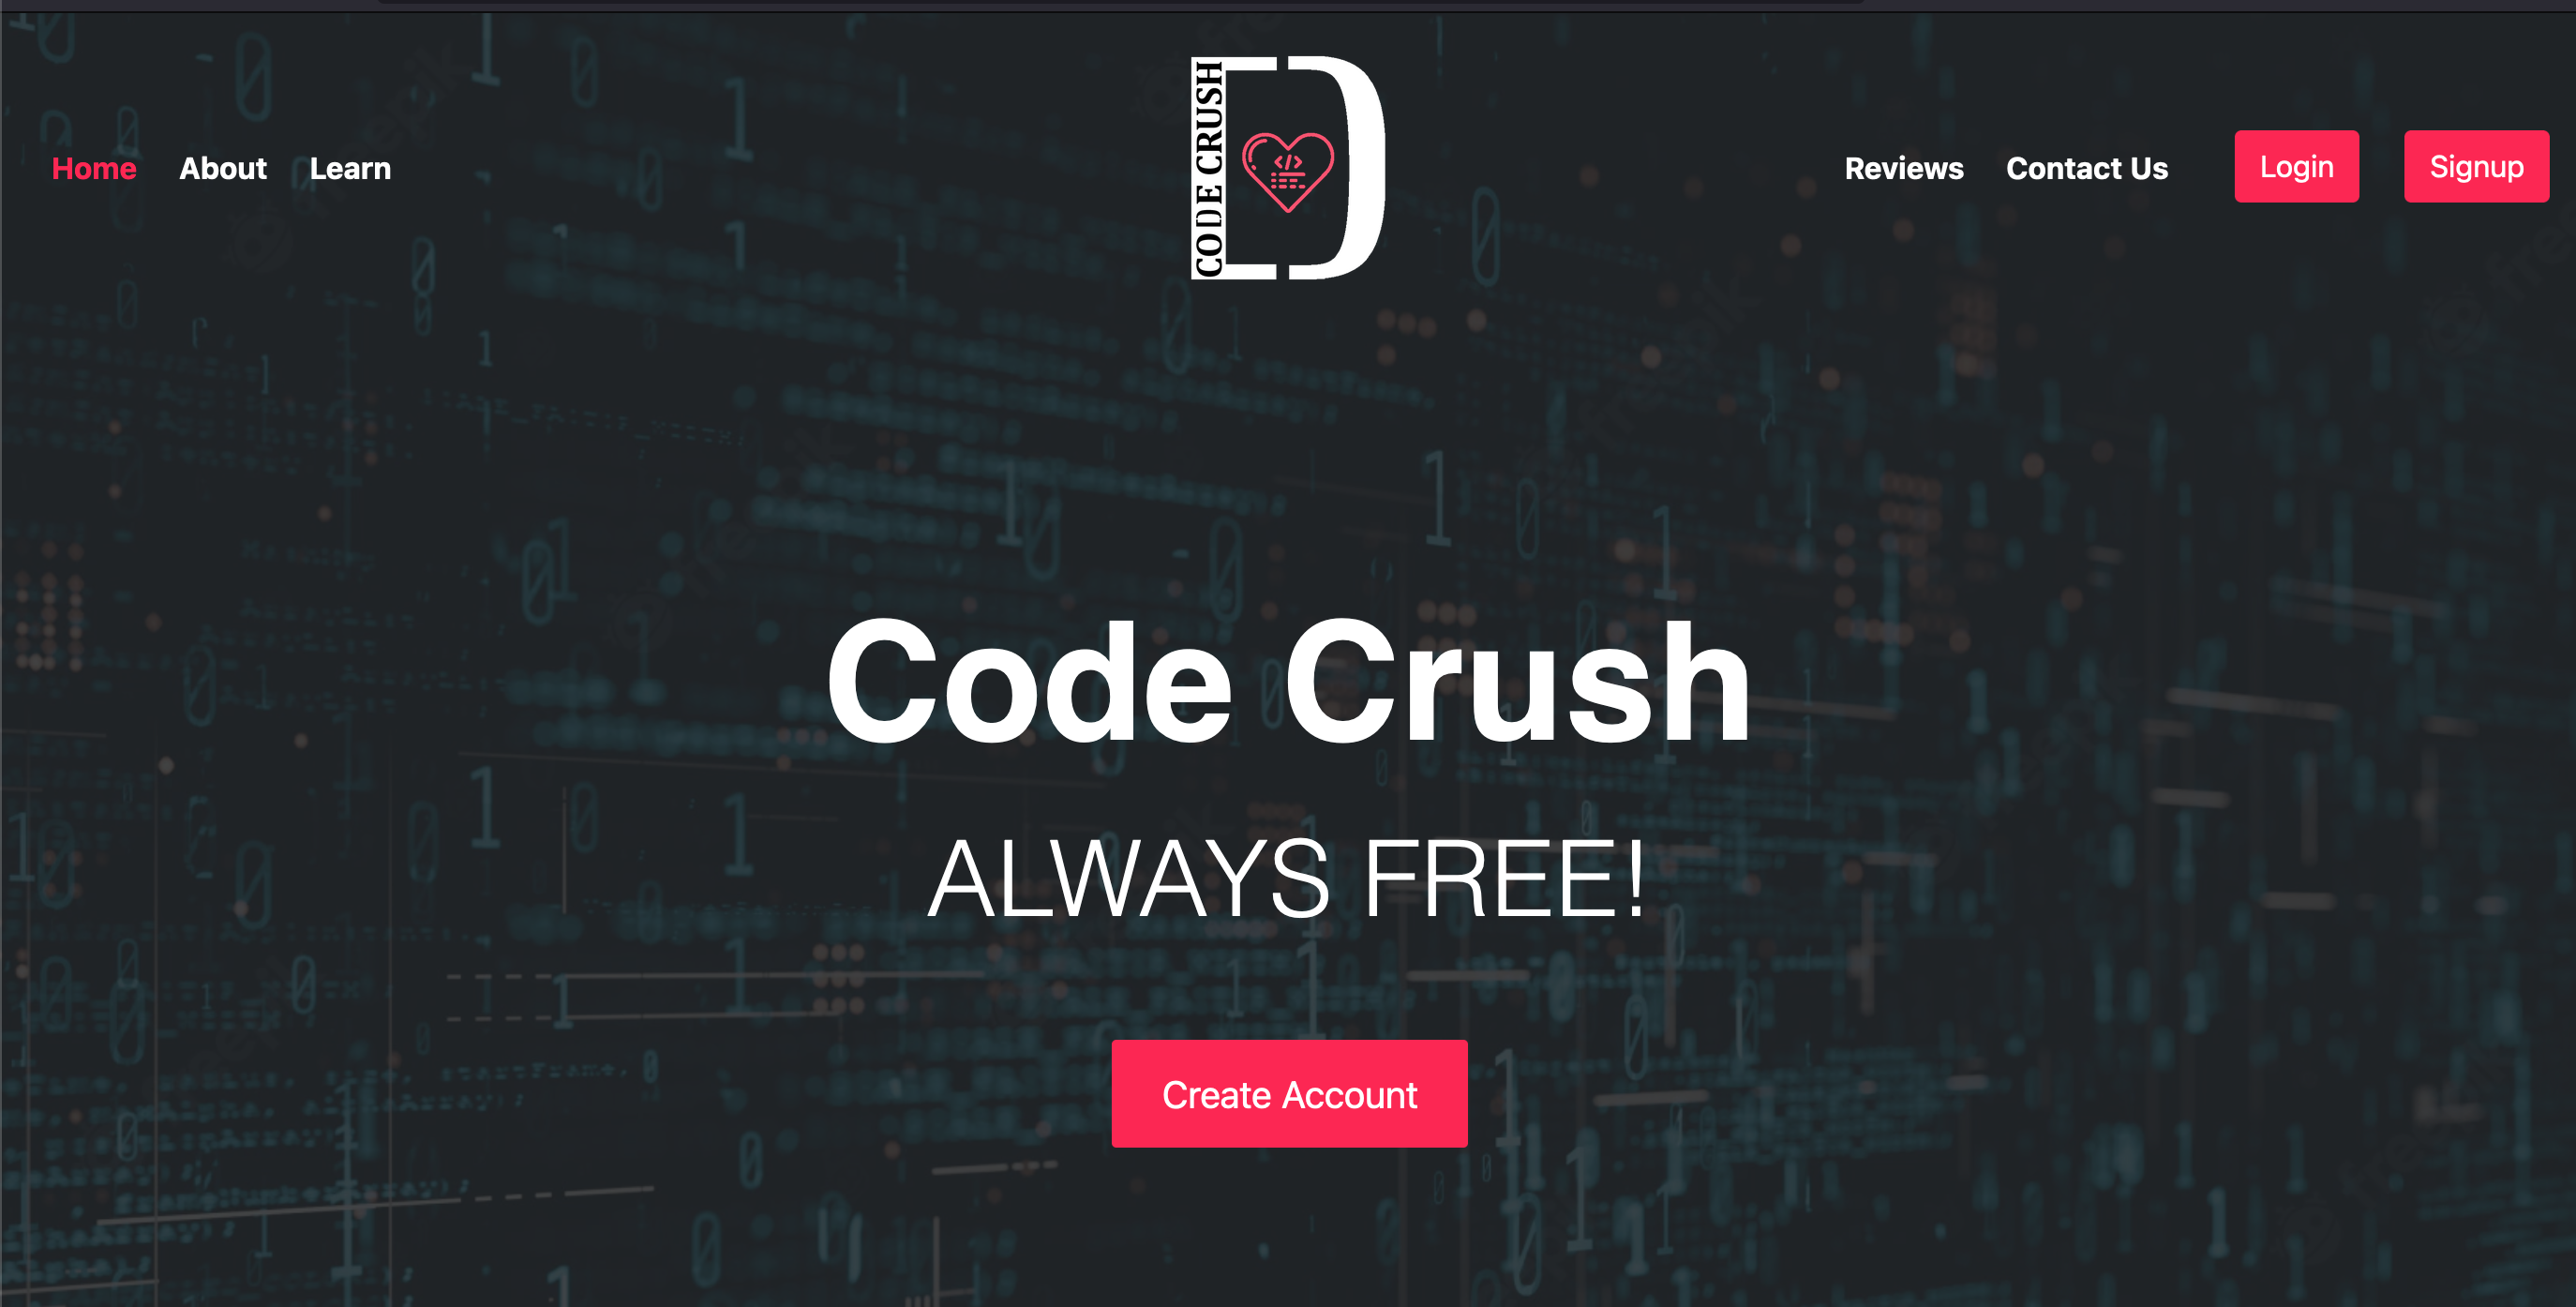 CODE CRUSH
Home About Learn
Reviews Contact Us Login Signup
Code Crush
ALWAYS FREE!
Create Account